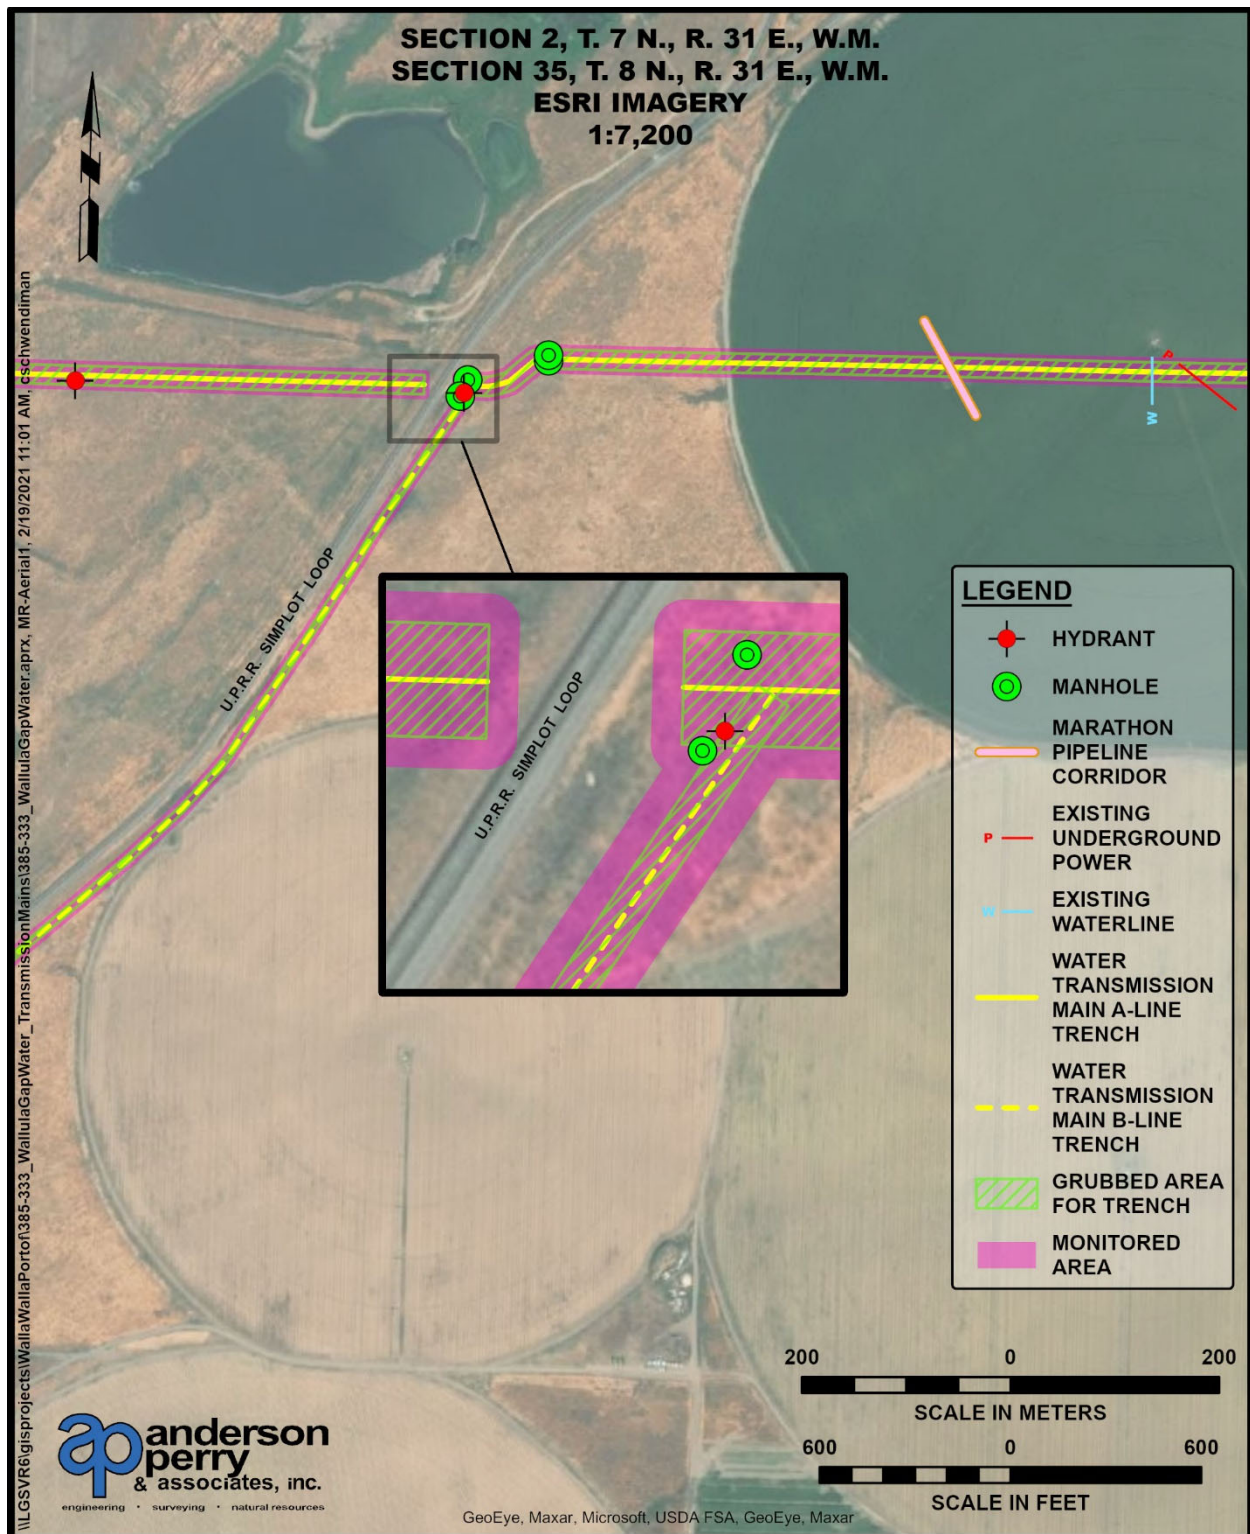 SECTION 2, T. 7 N., R. 31 E., W.M.
SECTION 35, T. 8 N., R. 31 E., W.M.
ESRI IMAGERY
1:7,200
N
\\LGSVR6\gisprojects\WallaWallaPortof\385-333_WallulaGapWater_TransmissionMains\385-333_WallulaGapWater.aprx, MR-Aerial1, 2/19/2021 11:01 AM, cschwendiman
P
W
U.P.R.R. SIMPLOT LOOP
U.P.R.R. SIMPLOT LOOP
LEGEND
HYDRANT
MANHOLE
MARATHON
PIPELINE
CORRIDOR
P
EXISTING
UNDERGROUND
POWER
W
EXISTING
WATERLINE
WATER
TRANSMISSION
MAIN A-LINE
TRENCH
WATER
TRANSMISSION
MAIN B-LINE
TRENCH
GRUBBED AREA
FOR TRENCH
MONITORED
AREA
200 0 200
SCALE IN METERS
600 0 600
SCALE IN FEET
ap
anderson
perry
& associates, inc.
engineering · surveying · natural resources
GeoEye, Maxar, Microsoft, USDA FSA, GeoEye, Maxar